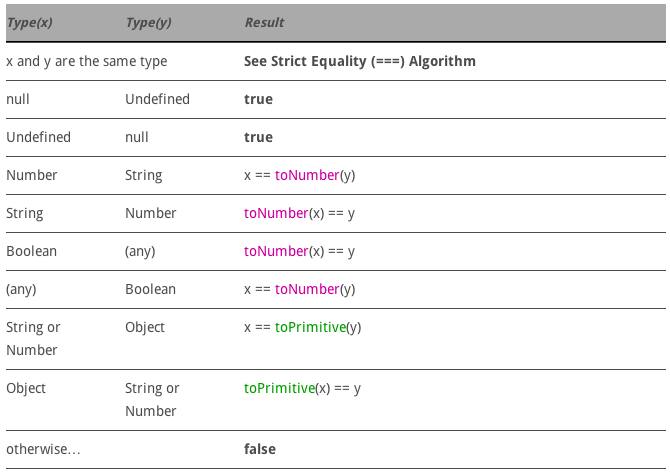 Type(x) Type(y) Result
x and y are the same type See Strict Equality (===) Algorithm
null Undefined true
Undefined null true
Number String x == toNumber(y)
String Number toNumber(x) == y
Boolean (any) toNumber(x) == y
(any) Boolean x == toNumber(y)
String or Object x == toPrimitive(y)
Number
Object String or toPrimitive(x) == y
Number
otherwise… false